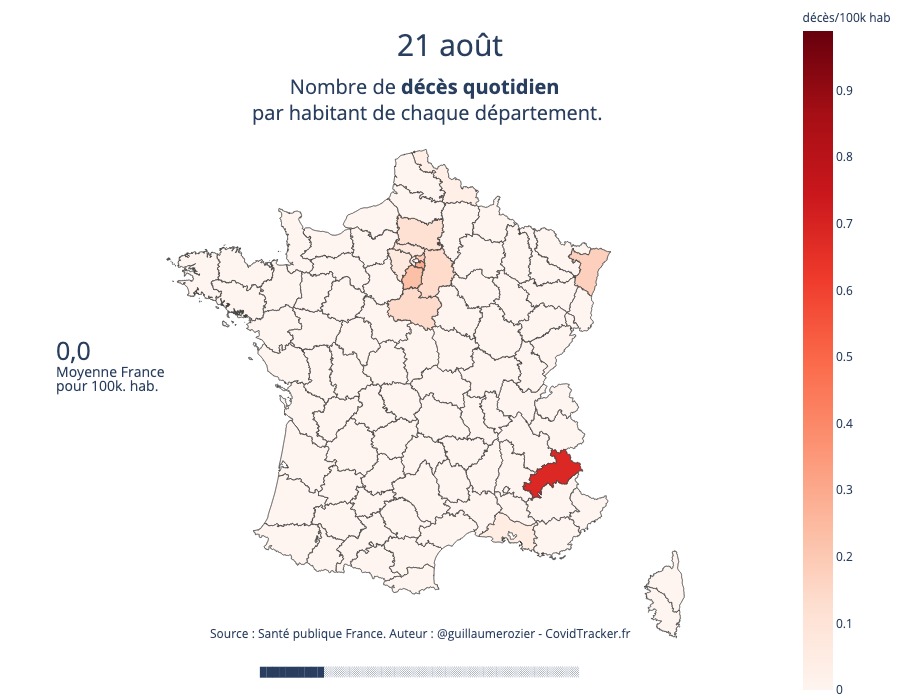 21 août
Nombre de décès quotidien
par habitant de chaque département.
décès/100k hab
0.9
0.8
0.7
0.6
0.5
0.4
0.3
0.2
0.1
0
0,0
Moyenne France
pour 100k. hab.
Source : Santé publique France. Auteur : @guillaumerozier - CovidTracker.fr